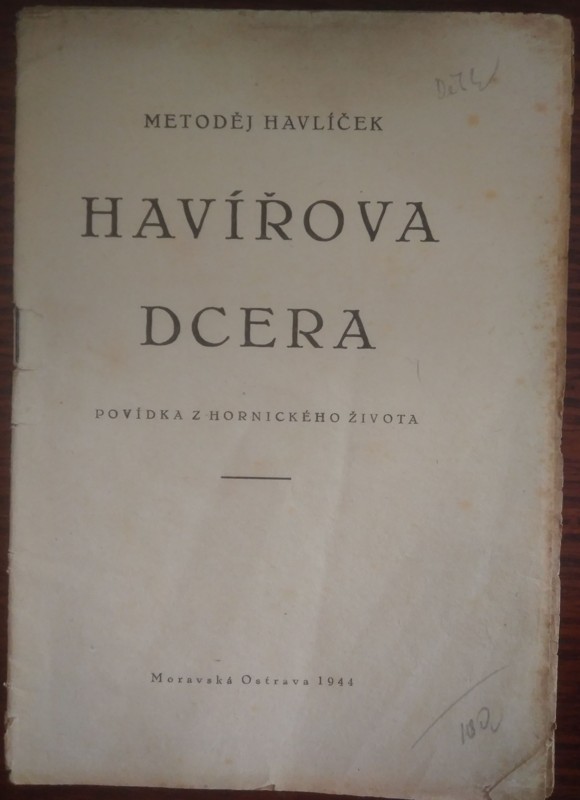 METODĚJ HAVLÍČEK
HAVÍŘOVA
DCERA
POVÍDKA Z HORNICKÉHO ŽIVOTA
Moravská Ostrava 1944